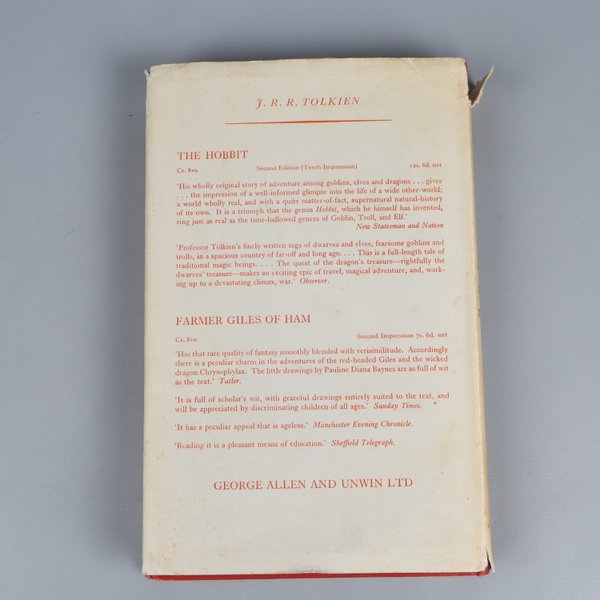 J. R. R. TOLKIEN
THE HOBBIT
Cr. 8vo Second Edition (Tenth Impression) 12s. 6d. net
'His wholly original story of adventure among goblins, elves and dragons . . . gives
. . . the impression of a well-informed glimpse into the life of a wide other-world;
a world wholly real, and with a quite matter-of-fact, supernatural natural-history
of its own. It is a triumph that the genus Hobbit, which he himself has invented,
ring just as real as the time-hallowed genera of Goblin, Troll, and Elf.'
New Statesman and Nation
'Professor Tolkien's finely written saga of dwarves and elves, fearsome goblins and
trolls, in a spacious country of far-off and long ago. . . . This is a full-length tale of
traditional magic beings. . . . The quest of the dragon's treasure—rightfully the
dwarves' treasure—makes an exciting epic of travel, magical adventure, and, work-
ing up to a devastating climax, war.' Observer.
FARMER GILES OF HAM
Cr. 8vo Second Impression 7s. 6d. net
'Has that rare quality of fantasy smoothly blended with verisimilitude. Accordingly
there is a peculiar charm in the adventures of the red-headed Giles and the wicked
dragon Chrysophylax. The little drawings by Pauline Diana Baynes are as full of wit
as the text.' Tatler.
'It is full of scholar's wit, with graceful drawings entirely suited to the text, and
will be appreciated by discriminating children of all ages.' Sunday Times.
'It has a peculiar appeal that is ageless.' Manchester Evening Chronicle.
'Reading it is a pleasant means of education.' Sheffield Telegraph.
GEORGE ALLEN AND UNWIN LTD